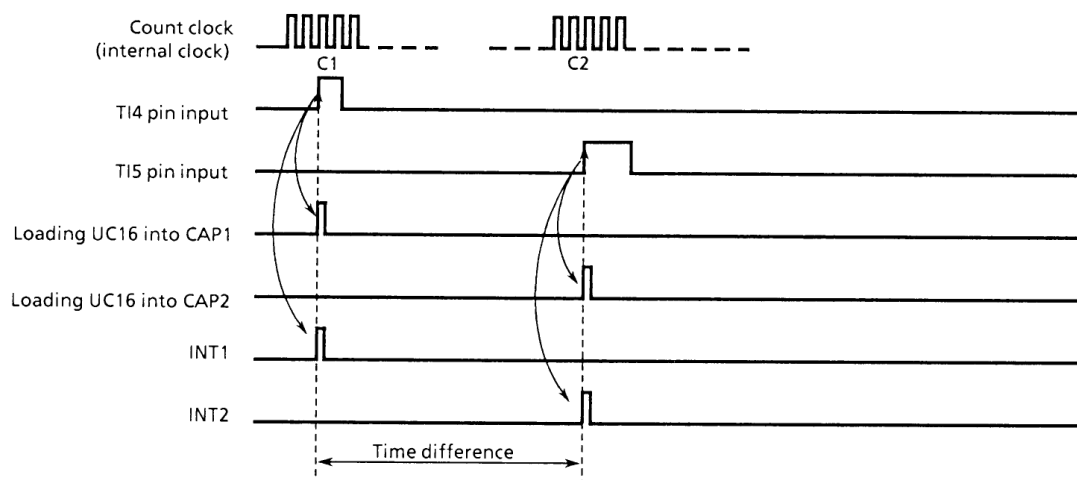 Count clock
(internal clock)
C1
C2
TI4 pin input
TI5 pin input
Loading UC16 into CAP1
Loading UC16 into CAP2
INT1
INT2
Time difference